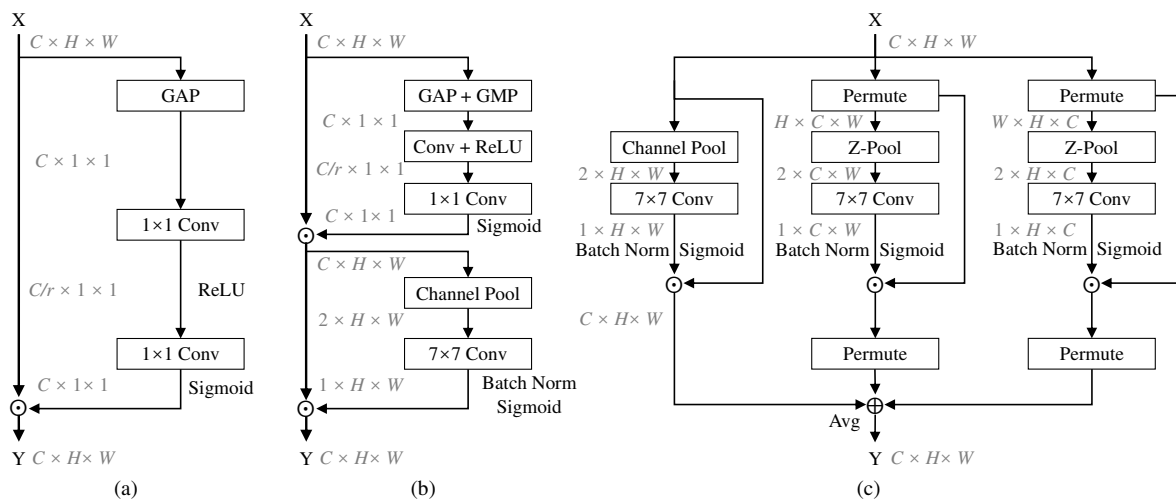 X
C × H × W
GAP
C × 1 × 1
1×1 Conv
C/r × 1 × 1
ReLU
1×1 Conv
C × 1 × 1
Sigmoid
Y C × H× W
(a)
X
C × H × W
GAP + GMP
C × 1 × 1
Conv + ReLU
C/r × 1 × 1
1×1 Conv
C × 1 × 1
Sigmoid
C × H × W
Channel Pool
2 × H × W
7×7 Conv
1 × H × W
Batch Norm
Sigmoid
Y C × H× W
(b)
X
C × H × W
Channel Pool
2 × H × W
7×7 Conv
1 × H × W
Batch Norm Sigmoid
C × H× W
Permute
H × C × W
Z-Pool
2 × C × W
7×7 Conv
1 × C × W
Batch Norm Sigmoid
Permute
Permute
W × H × C
Z-Pool
2 × H × C
7×7 Conv
1 × H × C
Batch Norm Sigmoid
Permute
Avg
Y C × H× W
(c)